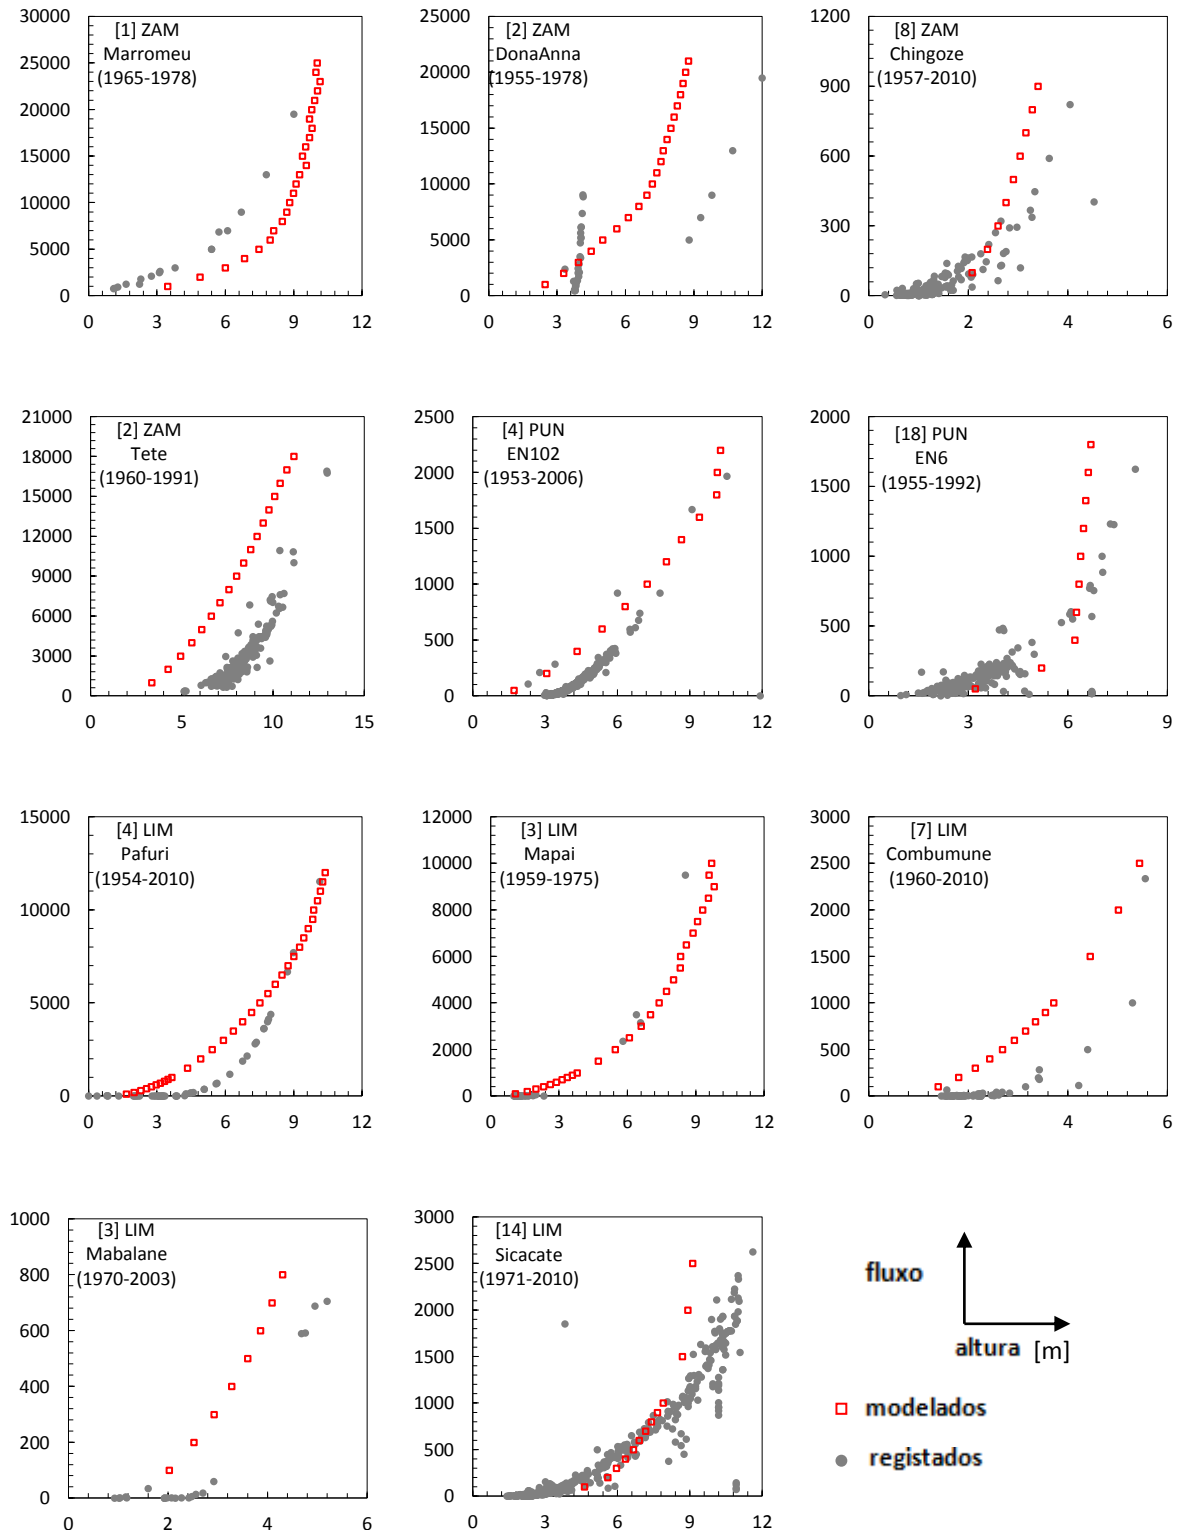 [1] ZAM
Marromeu
(1965-1978)
30000
25000
20000
15000
10000
5000
0
0 3 6 9 12
[2] ZAM
DonaAnna
(1955-1978)
25000
20000
15000
10000
5000
0
0 3 6 9 12
[8] ZAM
Chingoze
(1957-2010)
1200
900
600
300
0
0 2 4 6
[2] ZAM
Tete
(1960-1991)
21000
18000
15000
12000
9000
6000
3000
0
0 5 10 15
[4] PUN
EN102
(1953-2006)
2500
2000
1500
1000
500
0
0 3 6 9 12
[18] PUN
EN6
(1955-1992)
2000
1500
1000
500
0
0 3 6 9
[4] LIM
Pafuri
(1954-2010)
15000
10000
5000
0
0 3 6 9 12
[3] LIM
Mapai
(1959-1975)
12000
10000
8000
6000
4000
2000
0
0 3 6 9 12
[7] LIM
Combumune
(1960-2010)
3000
2500
2000
1500
1000
500
0
0 2 4 6
[3] LIM
Mabalane
(1970-2003)
1000
800
600
400
200
0
0 2 4 6
[14] LIM
Sicacate
(1971-2010)
3000
2500
2000
1500
1000
500
0
0 3 6 9 12
fluxo
altura [m]
modelados
registados